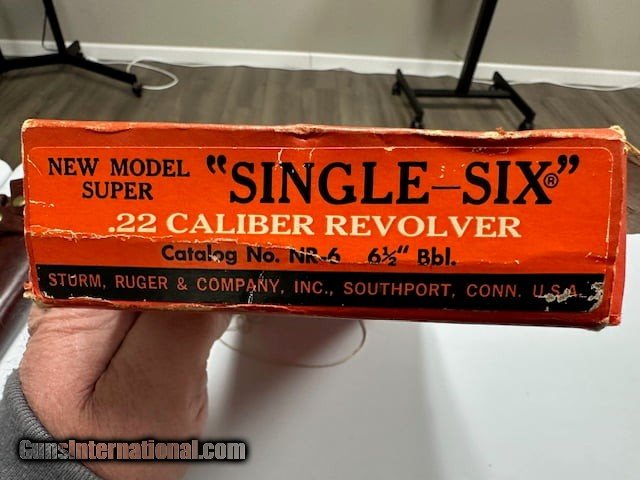 NEW MODEL SUPER "SINGLE-SIX"®
.22 CALIBER REVOLVER
Catalog No. NR-6 6½" Bbl.
STURM, RUGER & COMPANY, INC., SOUTHPORT, CONN. U.S.A.
GunsInternational.com